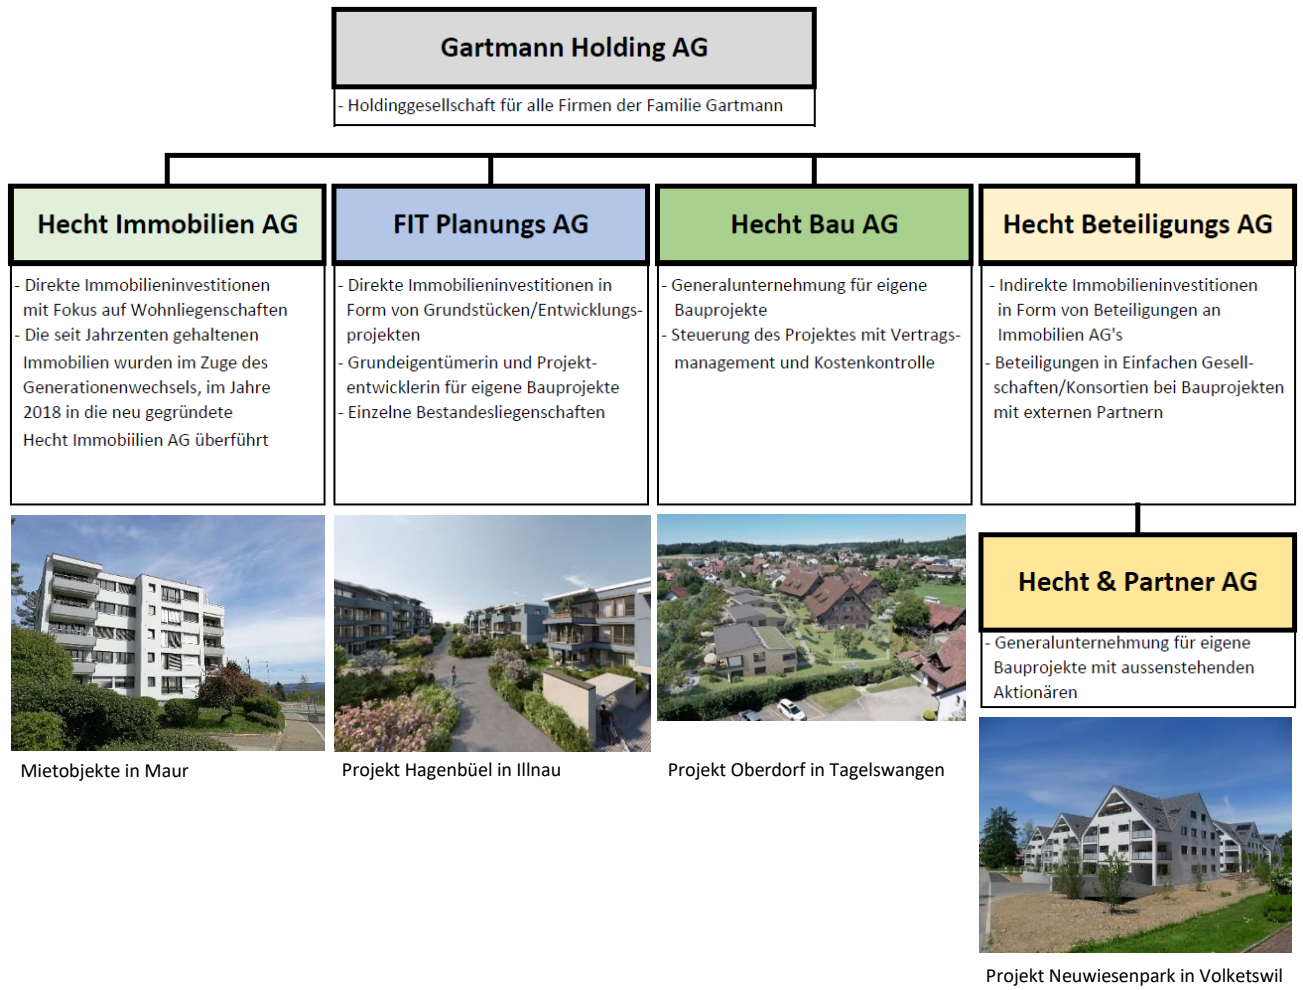 Gartmann Holding AG
- Holdinggesellschaft für alle Firmen der Familie Gartmann
Hecht Immobilien AG
- Direkte Immobilieninvestitionen
mit Fokus auf Wohnliegenschaften
- Die seit Jahrzenten gehaltenen
Immobilien wurden im Zuge des
Generationenwechsels, im Jahre
2018 in die neu gegründete
Hecht Immobiilien AG überführt
Mietobjekte in Maur
FIT Planungs AG
- Direkte Immobilieninvestitionen in
Form von Grundstücken/Entwicklungs-
projekten
- Grundeigentümerin und Projekt-
entwicklerin für eigene Bauprojekte
- Einzelne Bestandesliegenschaften
Projekt Hagenbüel in Illnau
Hecht Bau AG
- Generalunternehmung für eigene
Bauprojekte
- Steuerung des Projektes mit Vertrags-
management und Kostenkontrolle
Projekt Oberdorf in Tagelswangen
Hecht Beteiligungs AG
- Indirekte Immobilieninvestitionen
in Form von Beteiligungen an
Immobilien AG's
- Beteiligungen in Einfachen Gesell-
schaften/Konsortien bei Bauprojekten
mit externen Partnern
Hecht & Partner AG
- Generalunternehmung für eigene
Bauprojekte mit aussenstehenden
Aktionären
Projekt Neuwiesenpark in Volketswil